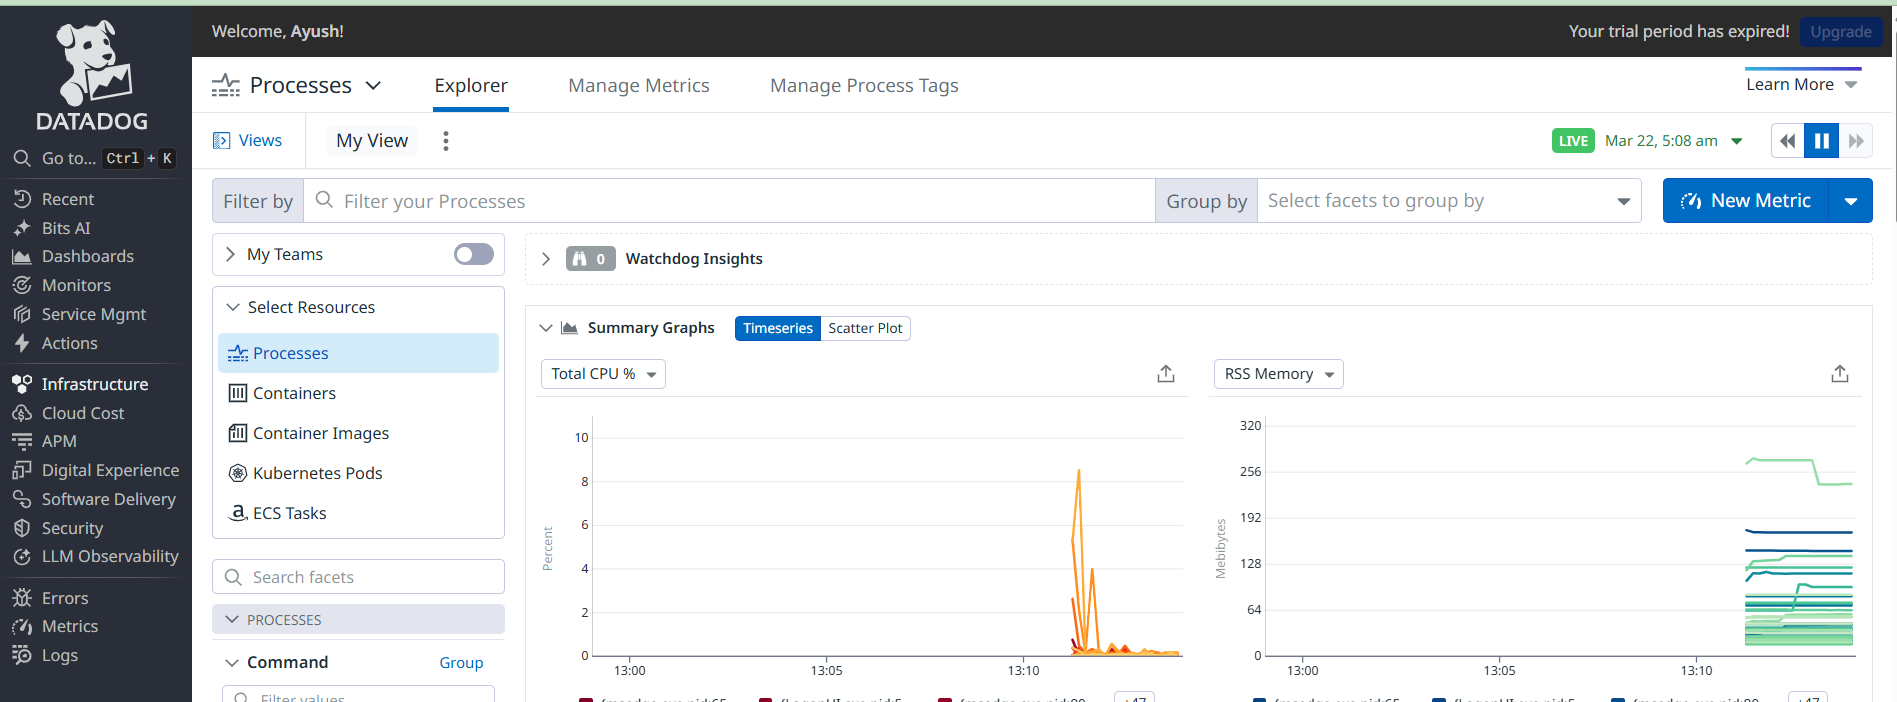 Welcome, Ayush!
Your trial period has expired!
Upgrade
DATADOG
Go to... Ctrl + K
Recent
Bits AI
Dashboards
Monitors
Service Mgmt
Actions
Infrastructure
Cloud Cost
APM
Digital Experience
Software Delivery
Security
LLM Observability
Errors
Metrics
Logs
Processes
Explorer
Manage Metrics
Manage Process Tags
Learn More
Views
My View
LIVE
Mar 22, 5:08 am
Filter by
Filter your Processes
Group by
Select facets to group by
New Metric
My Teams
Select Resources
Processes
Containers
Container Images
Kubernetes Pods
ECS Tasks
Search facets
PROCESSES
Command
Group
Filter values
0
Watchdog Insights
Summary Graphs
Timeseries
Scatter Plot
Total CPU %
Percent
10
8
6
4
2
0
13:00
13:05
13:10
RSS Memory
Mebibytes
320
256
192
128
64
0
13:00
13:05
13:10